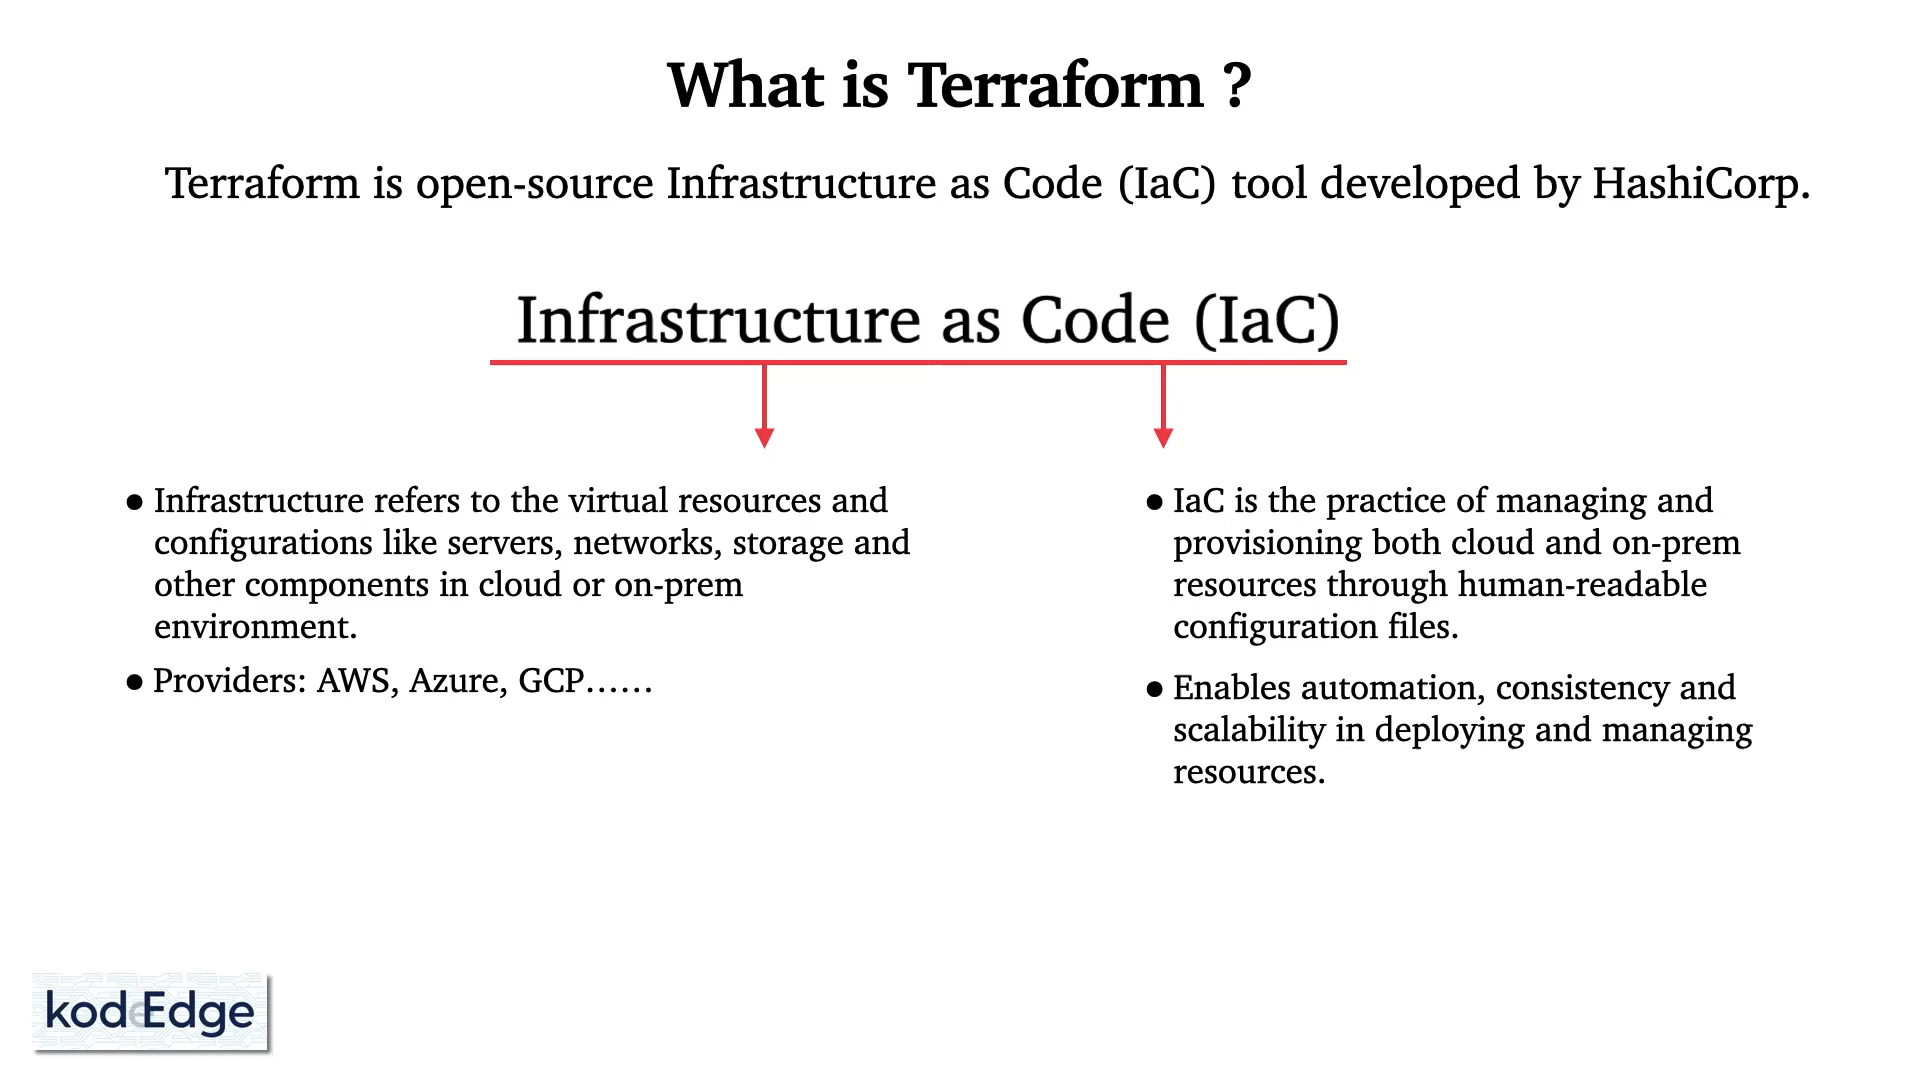 What is Terraform ?
Terraform is open-source Infrastructure as Code (IaC) tool developed by HashiCorp.
Infrastructure as Code (IaC)
● Infrastructure refers to the virtual resources and
configurations like servers, networks, storage and
other components in cloud or on-prem
environment.
● Providers: AWS, Azure, GCP……
● IaC is the practice of managing and
provisioning both cloud and on-prem
resources through human-readable
configuration files.
● Enables automation, consistency and
scalability in deploying and managing
resources.
kodeEdge